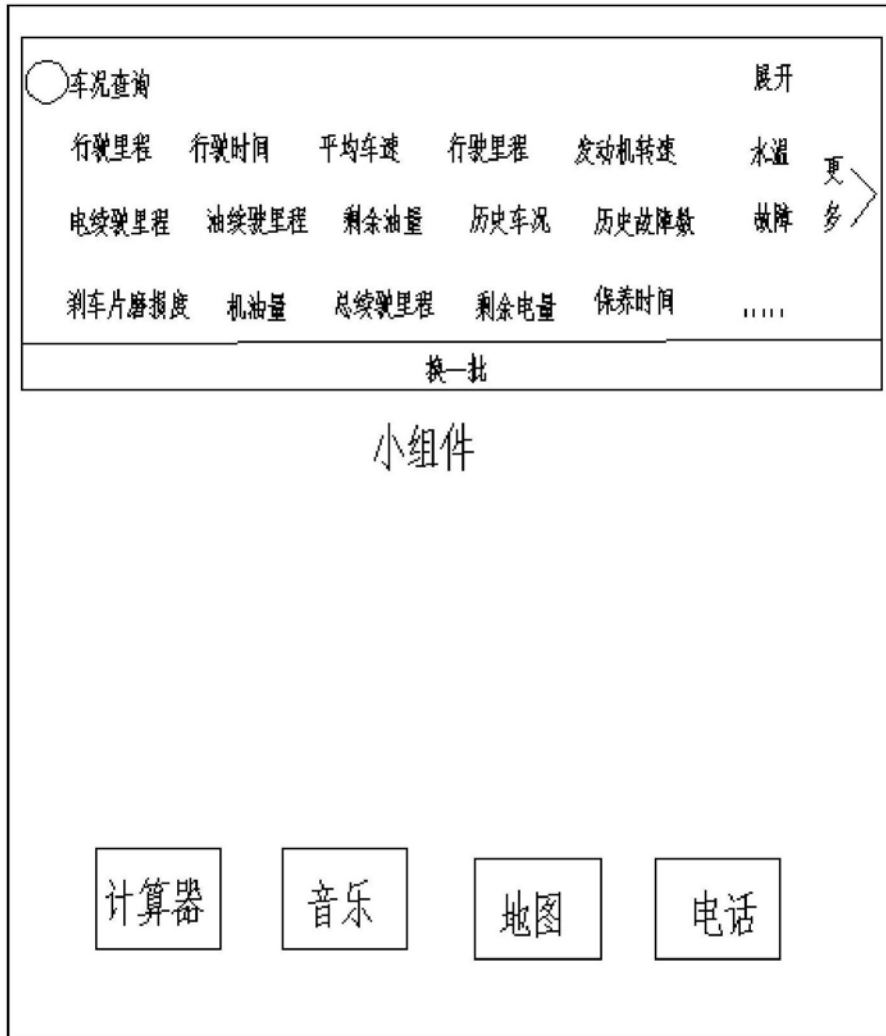 车况查询 展开
行驶里程 行驶时间 平均车速 行驶里程 发动机转速 水温
电续驶里程 油续驶里程 剩余油量 历史车况 历史故障数 故障
更多
刹车片磨损度 机油量 总续驶里程 剩余电量 保养时间 .....
换一批
小组件
计算器 音乐 地图 电话